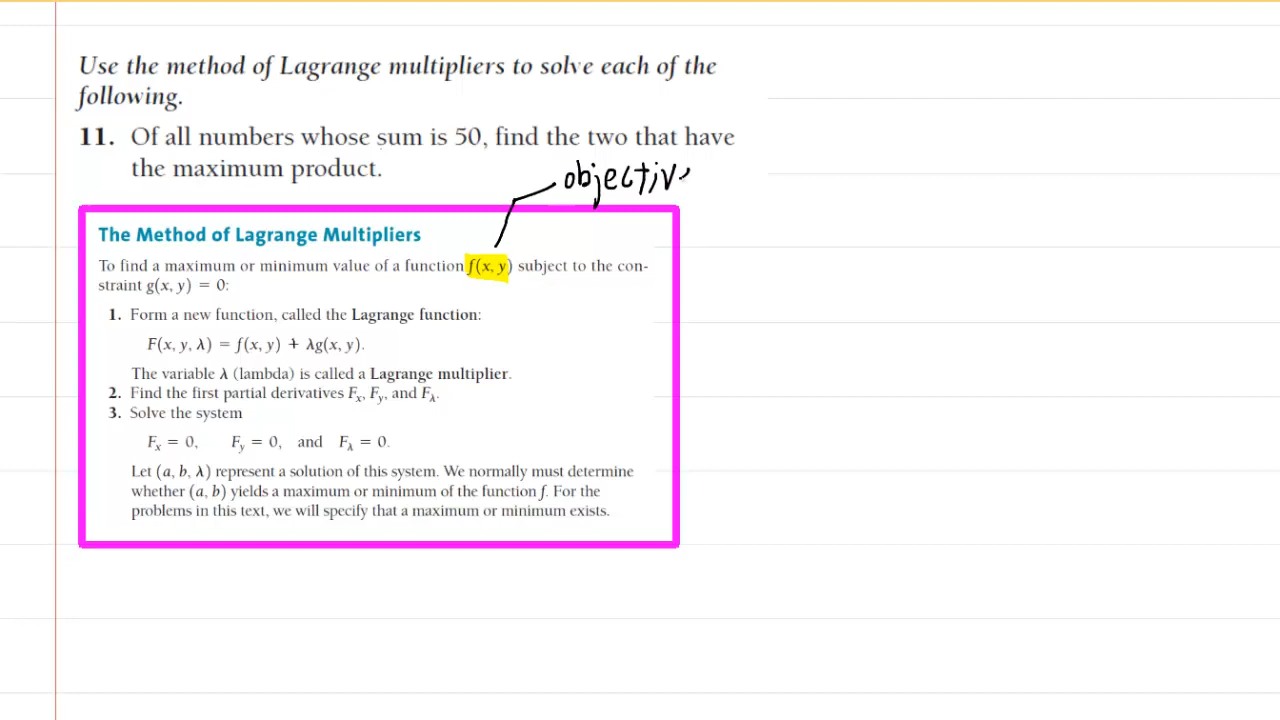 Use the method of Lagrange multipliers to solve each of the
following.
11. Of all numbers whose sum is 50, find the two that have
the maximum product.
objectiv
The Method of Lagrange Multipliers
To find a maximum or minimum value of a function f(x, y) subject to the con-
straint g(x, y) = 0:
1. Form a new function, called the Lagrange function:
F(x, y, λ) = f(x, y) + λg(x, y).
The variable λ (lambda) is called a Lagrange multiplier.
2. Find the first partial derivatives Fₓ, Fᵧ, and F_λ.
3. Solve the system
Fₓ = 0, Fᵧ = 0, and F_λ = 0.
Let (a, b, λ) represent a solution of this system. We normally must determine
whether (a, b) yields a maximum or minimum of the function f. For the
problems in this text, we will specify that a maximum or minimum exists.